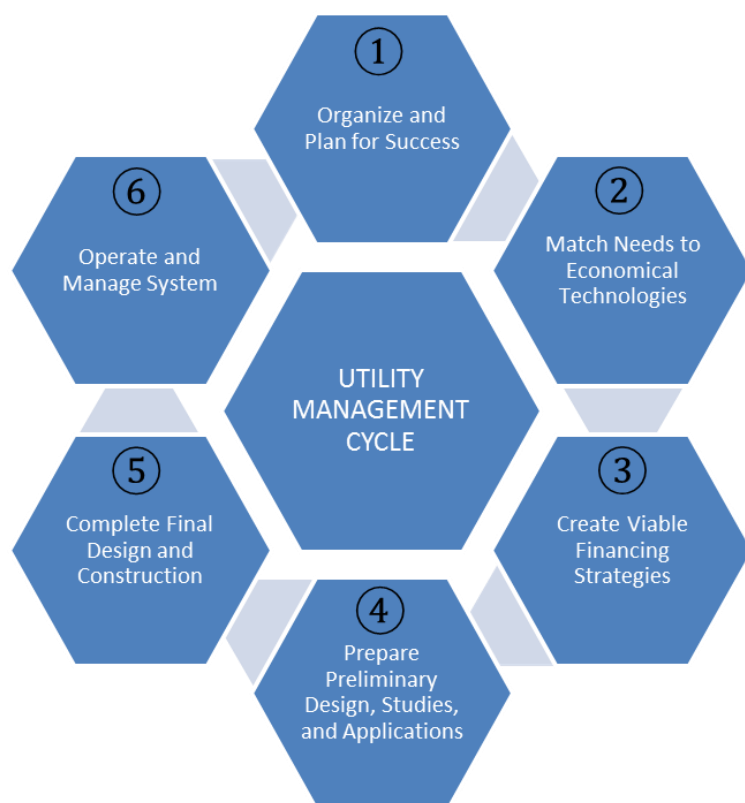 ①
Organize and
Plan for Success
②
Match Needs to
Economical
Technologies
③
Create Viable
Financing
Strategies
④
Prepare
Preliminary
Design, Studies,
and Applications
⑤
Complete Final
Design and
Construction
⑥
Operate and
Manage System
UTILITY
MANAGEMENT
CYCLE